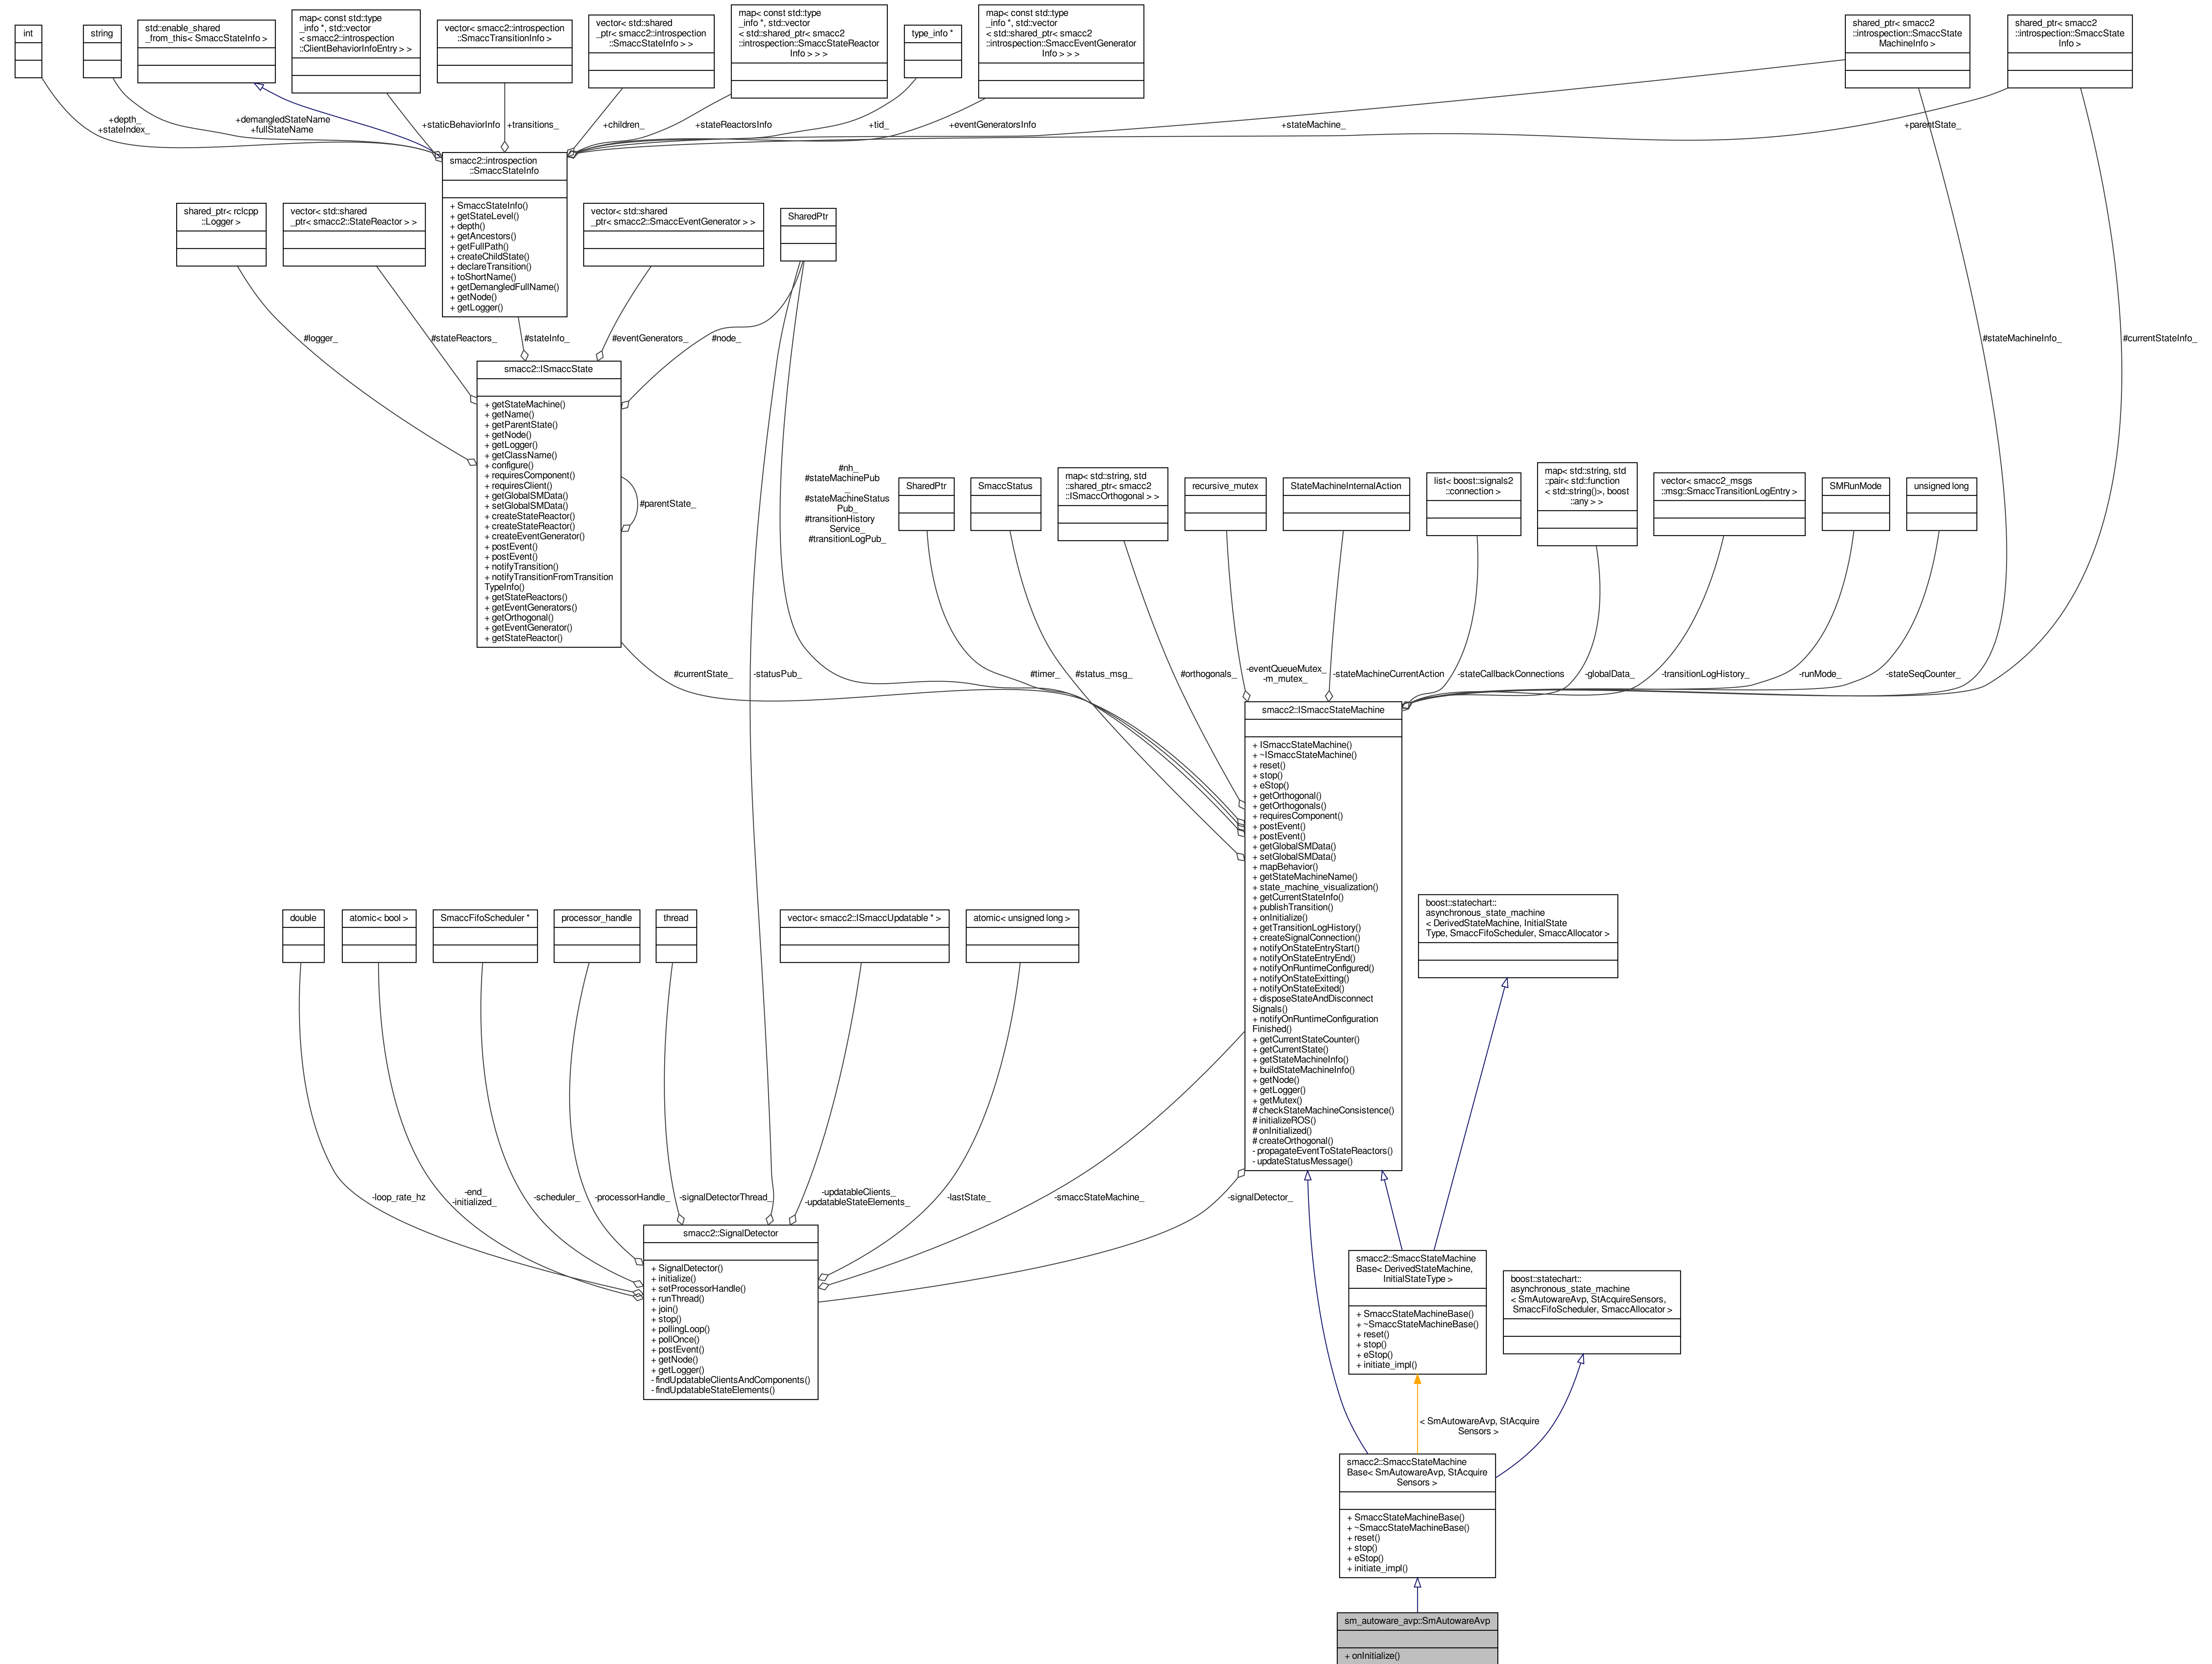 int
string
std::enable_shared
_from_this< SmaccStateInfo >
map< const std::type
_info *, std::vector
< smacc2::introspection
::ClientBehaviorInfoEntry > >
vector< smacc2::introspection
::SmaccTransitionInfo >
vector< std::shared
_ptr< smacc2::introspection
::SmaccStateInfo > >
map< const std::type
_info *, std::vector
< std::shared_ptr< smacc2
::introspection::SmaccStateReactor
Info > > >
type_info *
map< const std::type
_info *, std::vector
< std::shared_ptr< smacc2
::introspection::SmaccEventGenerator
Info > > >
shared_ptr< smacc2
::introspection::SmaccState
MachineInfo >
shared_ptr< smacc2
::introspection::SmaccState
Info >
+depth_
+stateIndex_
+demangledStateName
+fullStateName
+staticBehaviorInfo
+transitions_
+children_
+stateReactorsInfo
+tid_
+eventGeneratorsInfo
+stateMachine_
+parentState_
smacc2::introspection
::SmaccStateInfo
+ SmaccStateInfo()
+ getStateLevel()
+ depth()
+ getAncestors()
+ getFullPath()
+ createChildState()
+ declareTransition()
+ toShortName()
+ getDemangledFullName()
+ getNode()
+ getLogger()
shared_ptr< rclcpp
::Logger >
vector< std::shared
_ptr< smacc2::StateReactor > >
vector< std::shared
_ptr< smacc2::SmaccEventGenerator > >
SharedPtr
#logger_
#stateReactors_
#stateInfo_
#eventGenerators_
#node_
#stateMachineInfo_
#currentStateInfo_
smacc2::ISmaccState
+ getStateMachine()
+ getName()
+ getParentState()
+ getNode()
+ getLogger()
+ getClassName()
+ configure()
+ requiresComponent()
+ requiresClient()
+ getGlobalSMData()
+ setGlobalSMData()
+ createStateReactor()
+ createStateReactor()
+ createEventGenerator()
+ postEvent()
+ postEvent()
+ notifyTransition()
+ notifyTransitionFromTransition
TypeInfo()
+ getStateReactors()
+ getEventGenerators()
+ getOrthogonal()
+ getEventGenerator()
+ getStateReactor()
#parentState_
#nh_
#stateMachinePub
_
#stateMachineStatus
Pub_
#transitionHistory
Service_
#transitionLogPub_
SharedPtr
SmaccStatus
map< std::string, std
::shared_ptr< smacc2
::ISmaccOrthogonal > >
recursive_mutex
StateMachineInternalAction
list< boost::signals2
::connection >
map< std::string, std
::pair< std::function
< std::string()>, boost
::any > >
vector< smacc2_msgs
::msg::SmaccTransitionLogEntry >
SMRunMode
unsigned long
#currentState_
-statusPub_
#timer_
#status_msg_
#orthogonals_
-eventQueueMutex_
-m_mutex_
-stateMachineCurrentAction
-stateCallbackConnections
-globalData_
-transitionLogHistory_
-runMode_
-stateSeqCounter_
smacc2::ISmaccStateMachine
+ ISmaccStateMachine()
+ ~ISmaccStateMachine()
+ reset()
+ stop()
+ eStop()
+ getOrthogonal()
+ getOrthogonals()
+ requiresComponent()
+ postEvent()
+ postEvent()
+ getGlobalSMData()
+ setGlobalSMData()
+ mapBehavior()
+ getStateMachineName()
+ state_machine_visualization()
+ getCurrentStateInfo()
+ publishTransition()
+ onInitialize()
+ getTransitionLogHistory()
+ createSignalConnection()
+ notifyOnStateEntryStart()
+ notifyOnStateEntryEnd()
+ notifyOnRuntimeConfigured()
+ notifyOnStateExitting()
+ notifyOnStateExited()
+ disposeStateAndDisconnect
Signals()
+ notifyOnRuntimeConfiguration
Finished()
+ getCurrentStateCounter()
+ getCurrentState()
+ getStateMachineInfo()
+ buildStateMachineInfo()
+ getNode()
+ getLogger()
+ getMutex()
# checkStateMachineConsistence()
# initializeROS()
# onInitialized()
# createOrthogonal()
- propagateEventToStateReactors()
- updateStatusMessage()
boost::statechart::
asynchronous_state_machine
< DerivedStateMachine, InitialState
Type, SmaccFifoScheduler, SmaccAllocator >
double
atomic< bool >
SmaccFifoScheduler *
processor_handle
thread
vector< smacc2::ISmaccUpdatable * >
atomic< unsigned long >
-loop_rate_hz
-end_
-initialized_
-scheduler_
-processorHandle_
-signalDetectorThread_
-updatableClients_
-updatableStateElements_
-lastState_
-smaccStateMachine_
-signalDetector_
smacc2::SignalDetector
+ SignalDetector()
+ initialize()
+ setProcessorHandle()
+ runThread()
+ join()
+ stop()
+ pollingLoop()
+ pollOnce()
+ postEvent()
+ getNode()
+ getLogger()
- findUpdatableClientsAndComponents()
- findUpdatableStateElements()
smacc2::SmaccStateMachine
Base< DerivedStateMachine,
InitialStateType >
+ SmaccStateMachineBase()
+ ~SmaccStateMachineBase()
+ reset()
+ stop()
+ eStop()
+ initiate_impl()
boost::statechart::
asynchronous_state_machine
< SmAutowareAvp, StAcquireSensors,
SmaccFifoScheduler, SmaccAllocator >
< SmAutowareAvp, StAcquire
Sensors >
smacc2::SmaccStateMachine
Base< SmAutowareAvp, StAcquire
Sensors >
+ SmaccStateMachineBase()
+ ~SmaccStateMachineBase()
+ reset()
+ stop()
+ eStop()
+ initiate_impl()
sm_autoware_avp::SmAutowareAvp
+ onInitialize()